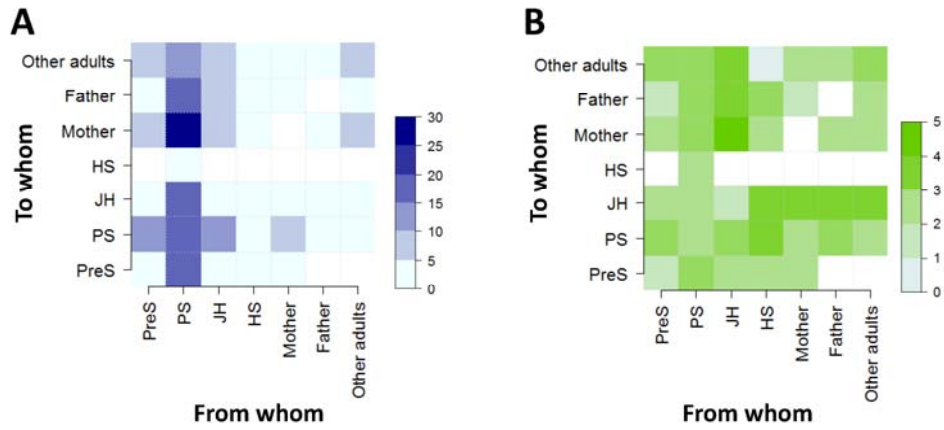 A
B
Other adults
Father
Mother
HS
JH
PS
PreS
To whom
30
25
20
15
10
5
0
PreS
PS
JH
HS
Mother
Father
Other adults
From whom
Other adults
Father
Mother
HS
JH
PS
PreS
To whom
5
4
3
2
1
0
PreS
PS
JH
HS
Mother
Father
Other adults
From whom